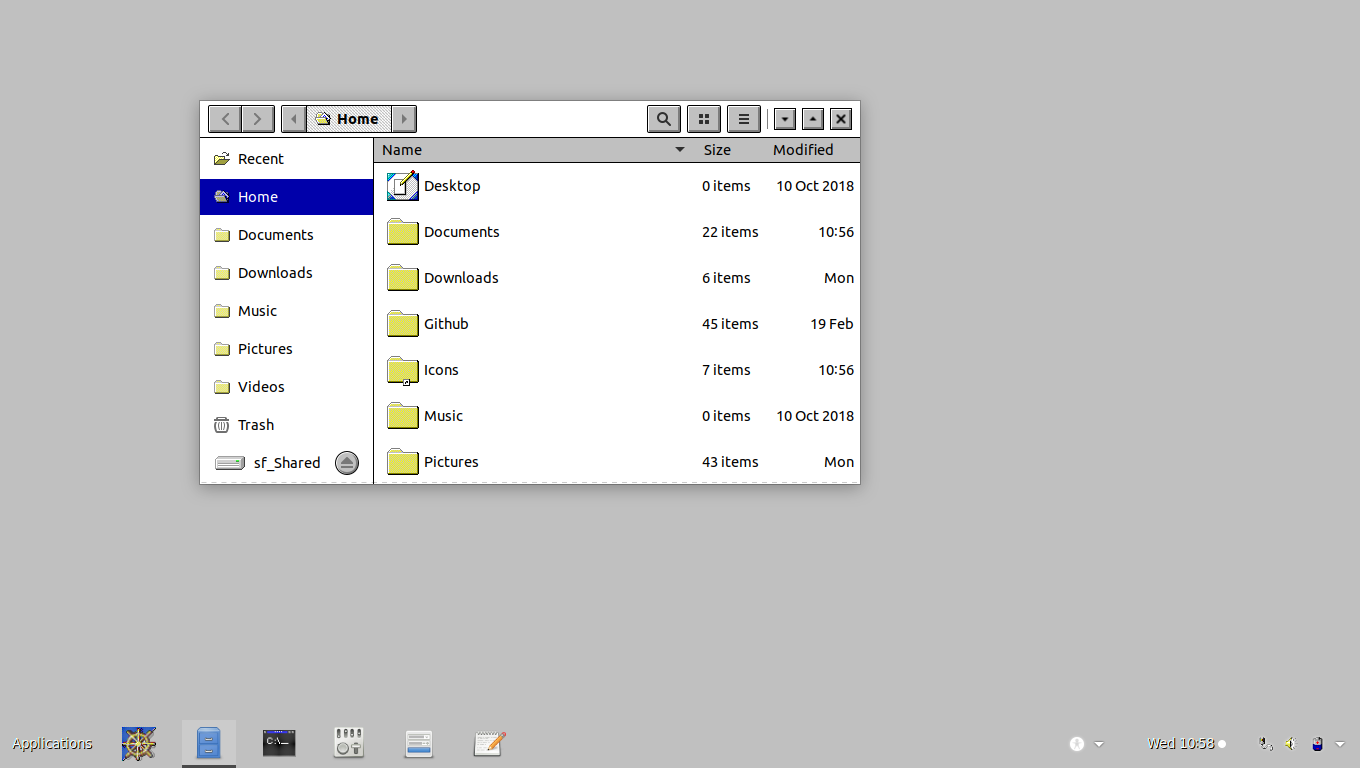 Home
Recent
Home
Documents
Downloads
Music
Pictures
Videos
Trash
sf_Shared
Name Size Modified
Desktop 0 items 10 Oct 2018
Documents 22 items 10:56
Downloads 6 items Mon
Github 45 items 19 Feb
Icons 7 items 10:56
Music 0 items 10 Oct 2018
Pictures 43 items Mon
Applications
C:\_
Wed 10:58